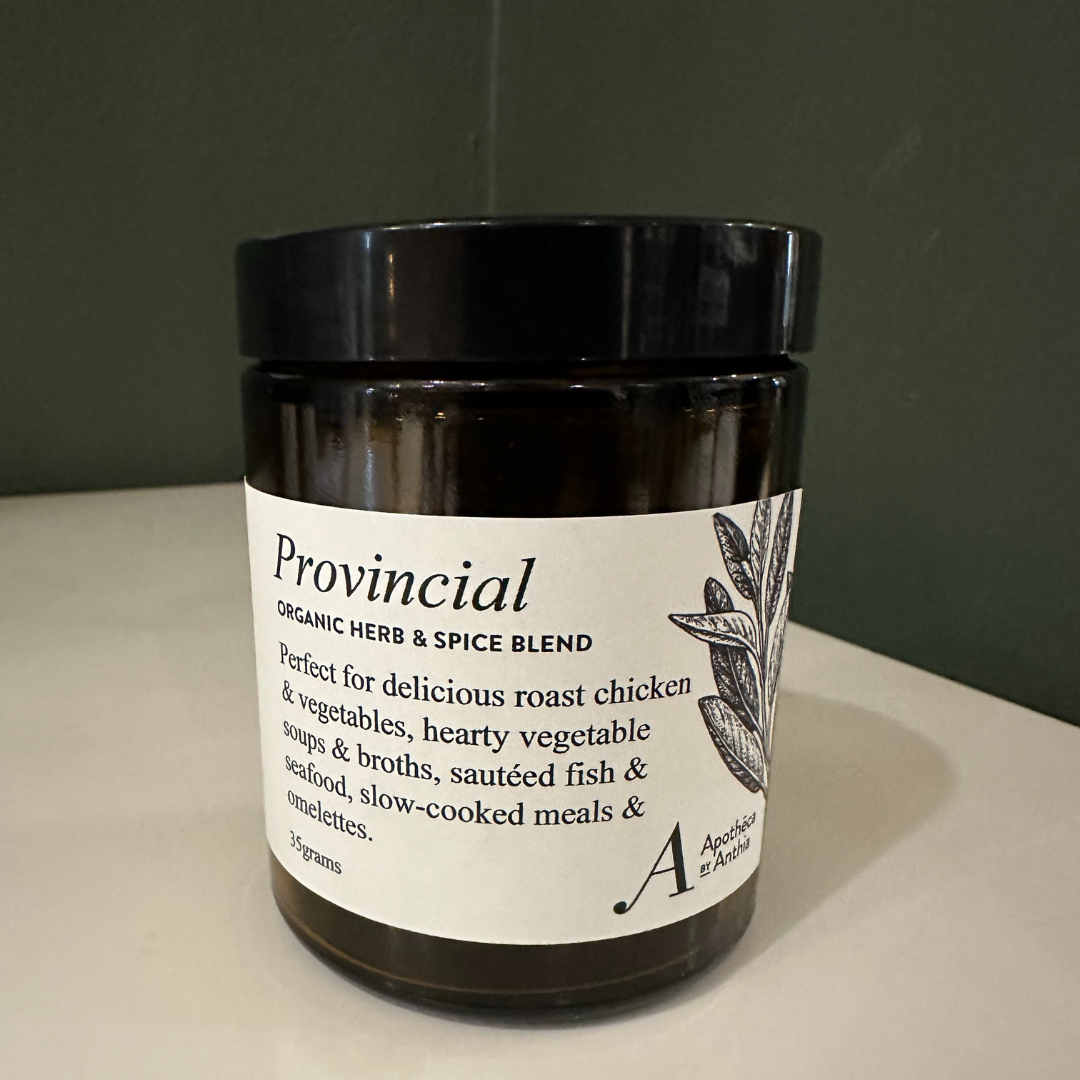 Provincial
ORGANIC HERB & SPICE BLEND
Perfect for delicious roast chicken
& vegetables, hearty vegetable
soups & broths, sautéed fish &
seafood, slow-cooked meals &
omelettes.
35grams
A
Apothēca
BY Anthia